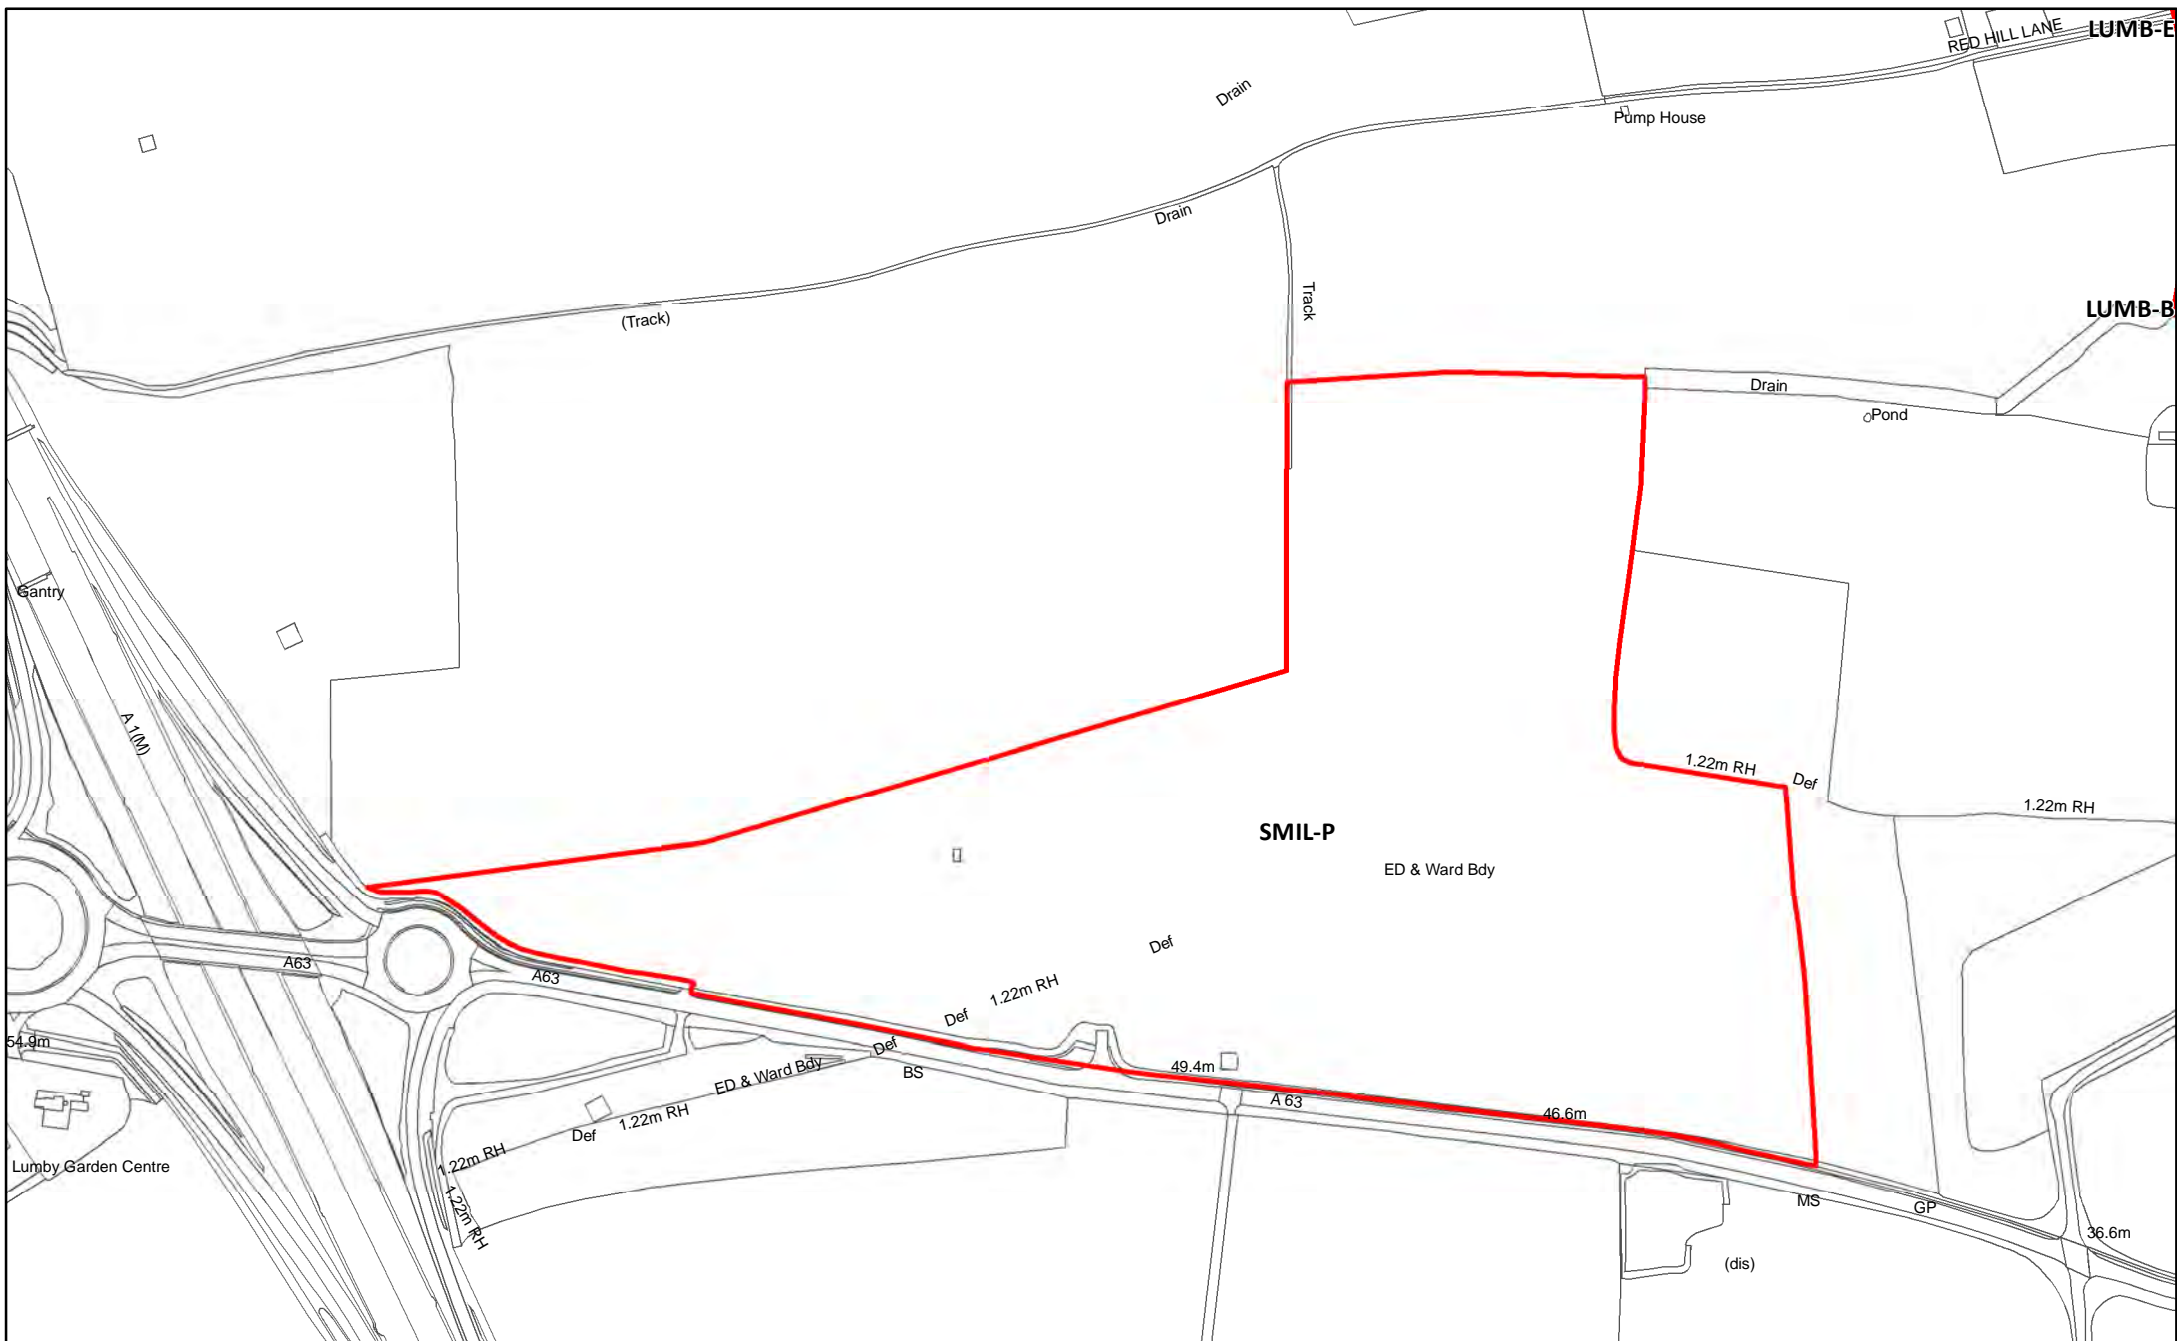 LUMB-E
RED HILL LANE
Drain
Pump House
Drain
Track
LUMB-B
(Track)
Drain
Pond
Gantry
A 1(M)
1.22m RH
Def
1.22m RH
SMIL-P
ED & Ward Bdy
Def
A63
A63
1.22m RH
Def
54.9m
Def
BS
49.4m
ED & Ward Bdy
A 63
46.6m
1.22m RH
Def
1.22m RH
Lumby Garden Centre
1.22m RH
MS
GP
36.6m
(dis)